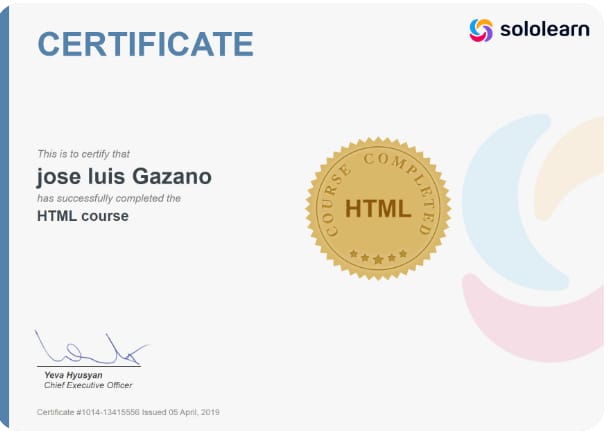 CERTIFICATE
sololearn
This is to certify that
jose luis Gazano
has successfully completed the
HTML course
COURSE COMPLETED
HTML
Yeva Hyusyan
Chief Executive Officer
Certificate #1014-13415556 Issued 05 April, 2019